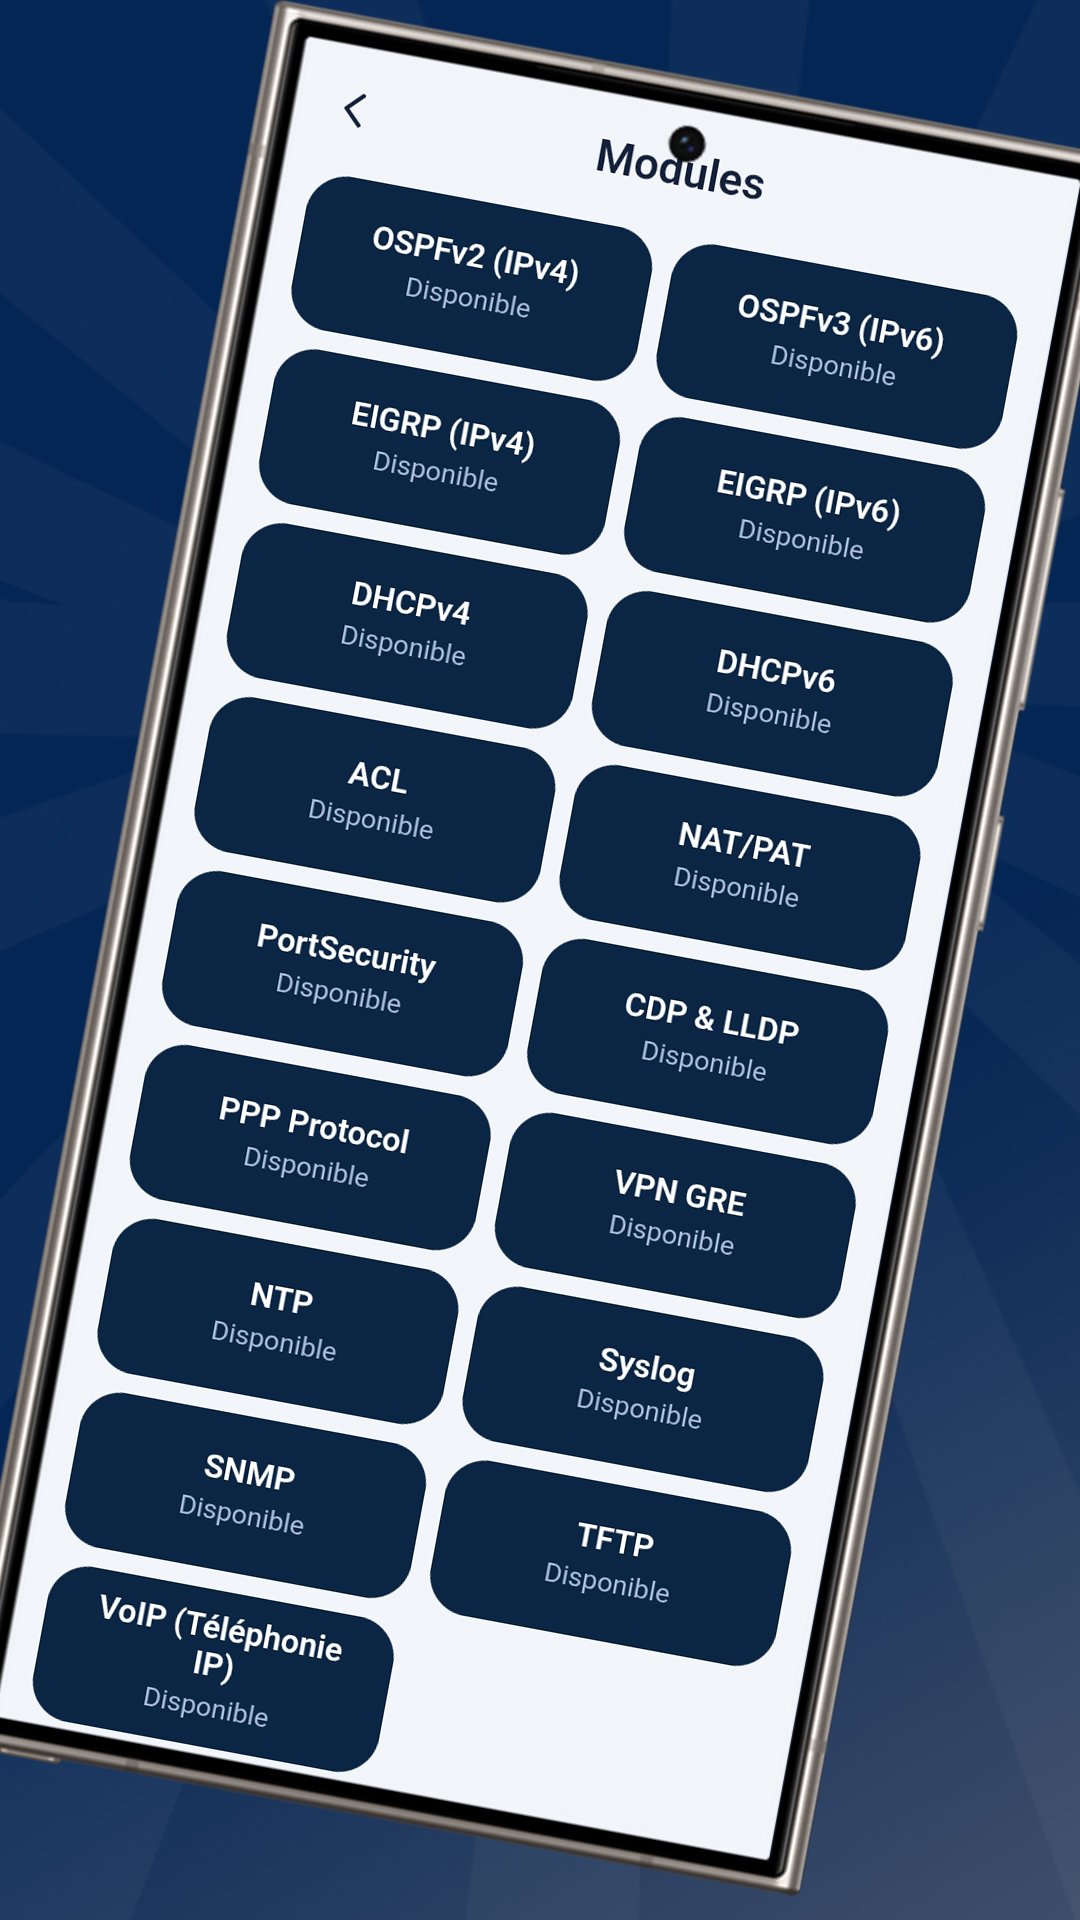 Modules
OSPFv2 (IPv4)
Disponible
OSPFv3 (IPv6)
Disponible
EIGRP (IPv4)
Disponible
EIGRP (IPv6)
Disponible
DHCPv4
Disponible
DHCPv6
Disponible
ACL
Disponible
NAT/PAT
Disponible
PortSecurity
Disponible
CDP & LLDP
Disponible
PPP Protocol
Disponible
VPN GRE
Disponible
NTP
Disponible
Syslog
Disponible
SNMP
Disponible
TFTP
Disponible
VoIP (Téléphonie
IP)
Disponible